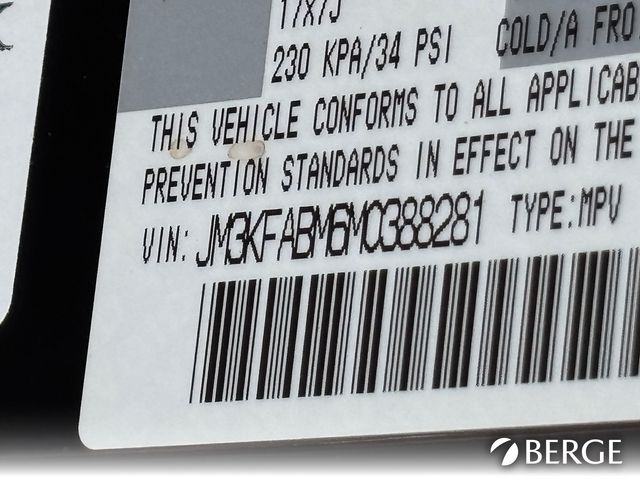 230 KPA/34 PSI COLD/A FRO
THIS VEHICLE CONFORMS TO ALL APPLICAB
PREVENTION STANDARDS IN EFFECT ON THE
VIN: JM3KFABM6M0388281 TYPE:MPV
BERGE